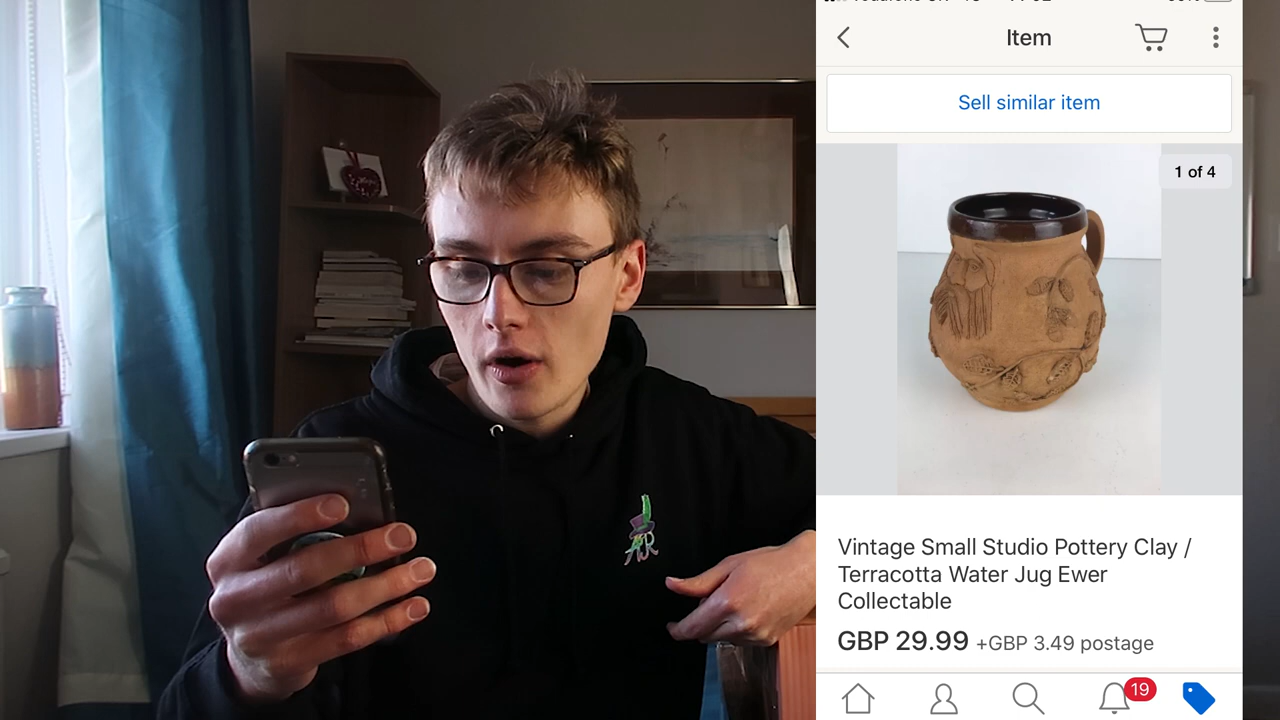 Item
Sell similar item
1 of 4
Vintage Small Studio Pottery Clay /
Terracotta Water Jug Ewer
Collectable
GBP 29.99 +GBP 3.49 postage
19
AR